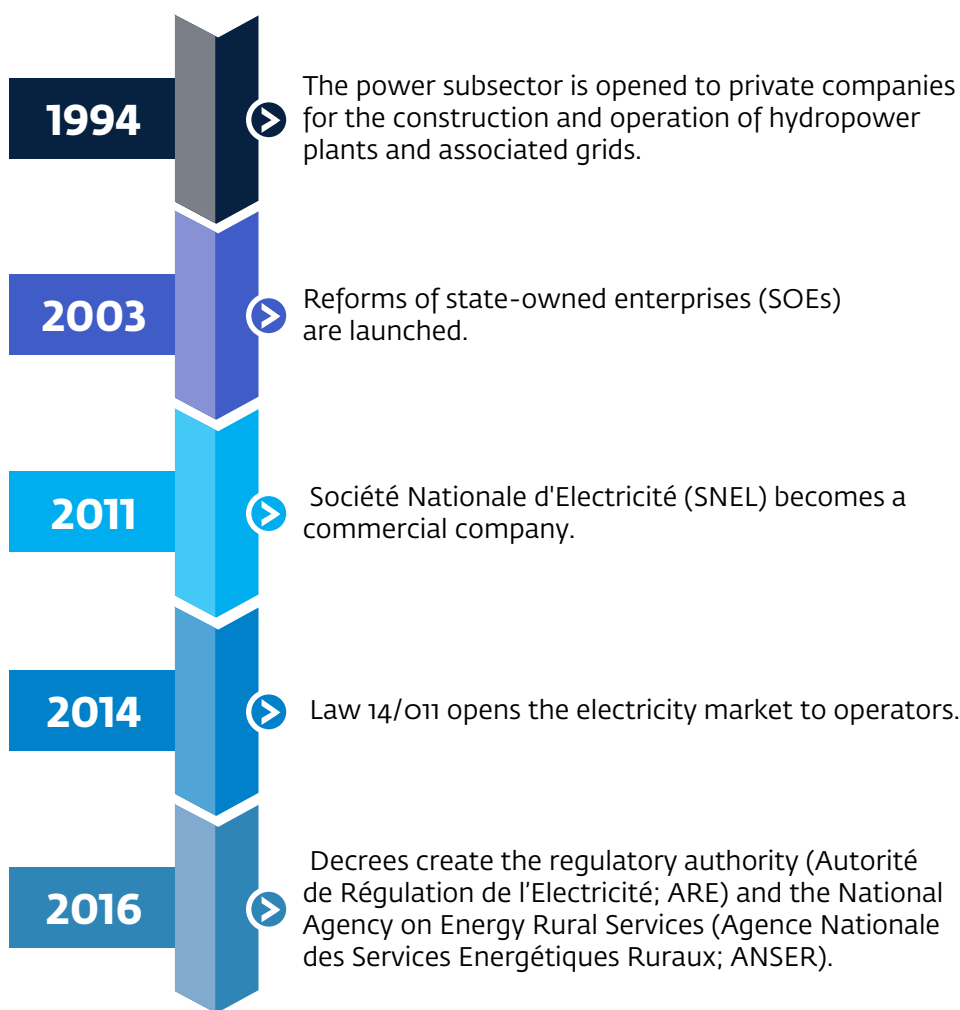 1994
The power subsector is opened to private companies
for the construction and operation of hydropower
plants and associated grids.
2003
Reforms of state-owned enterprises (SOEs)
are launched.
2011
Société Nationale d'Electricité (SNEL) becomes a
commercial company.
2014
Law 14/011 opens the electricity market to operators.
2016
Decrees create the regulatory authority (Autorité
de Régulation de l’Electricité; ARE) and the National
Agency on Energy Rural Services (Agence Nationale
des Services Energétiques Ruraux; ANSER).